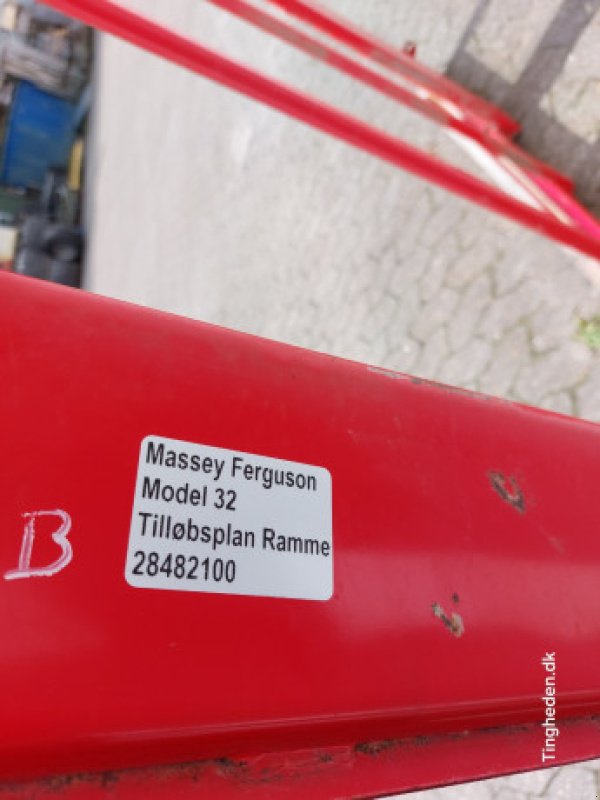 Massey Ferguson
Model 32
Tilløbsplan Ramme
28482100
B
Tingheden.dk